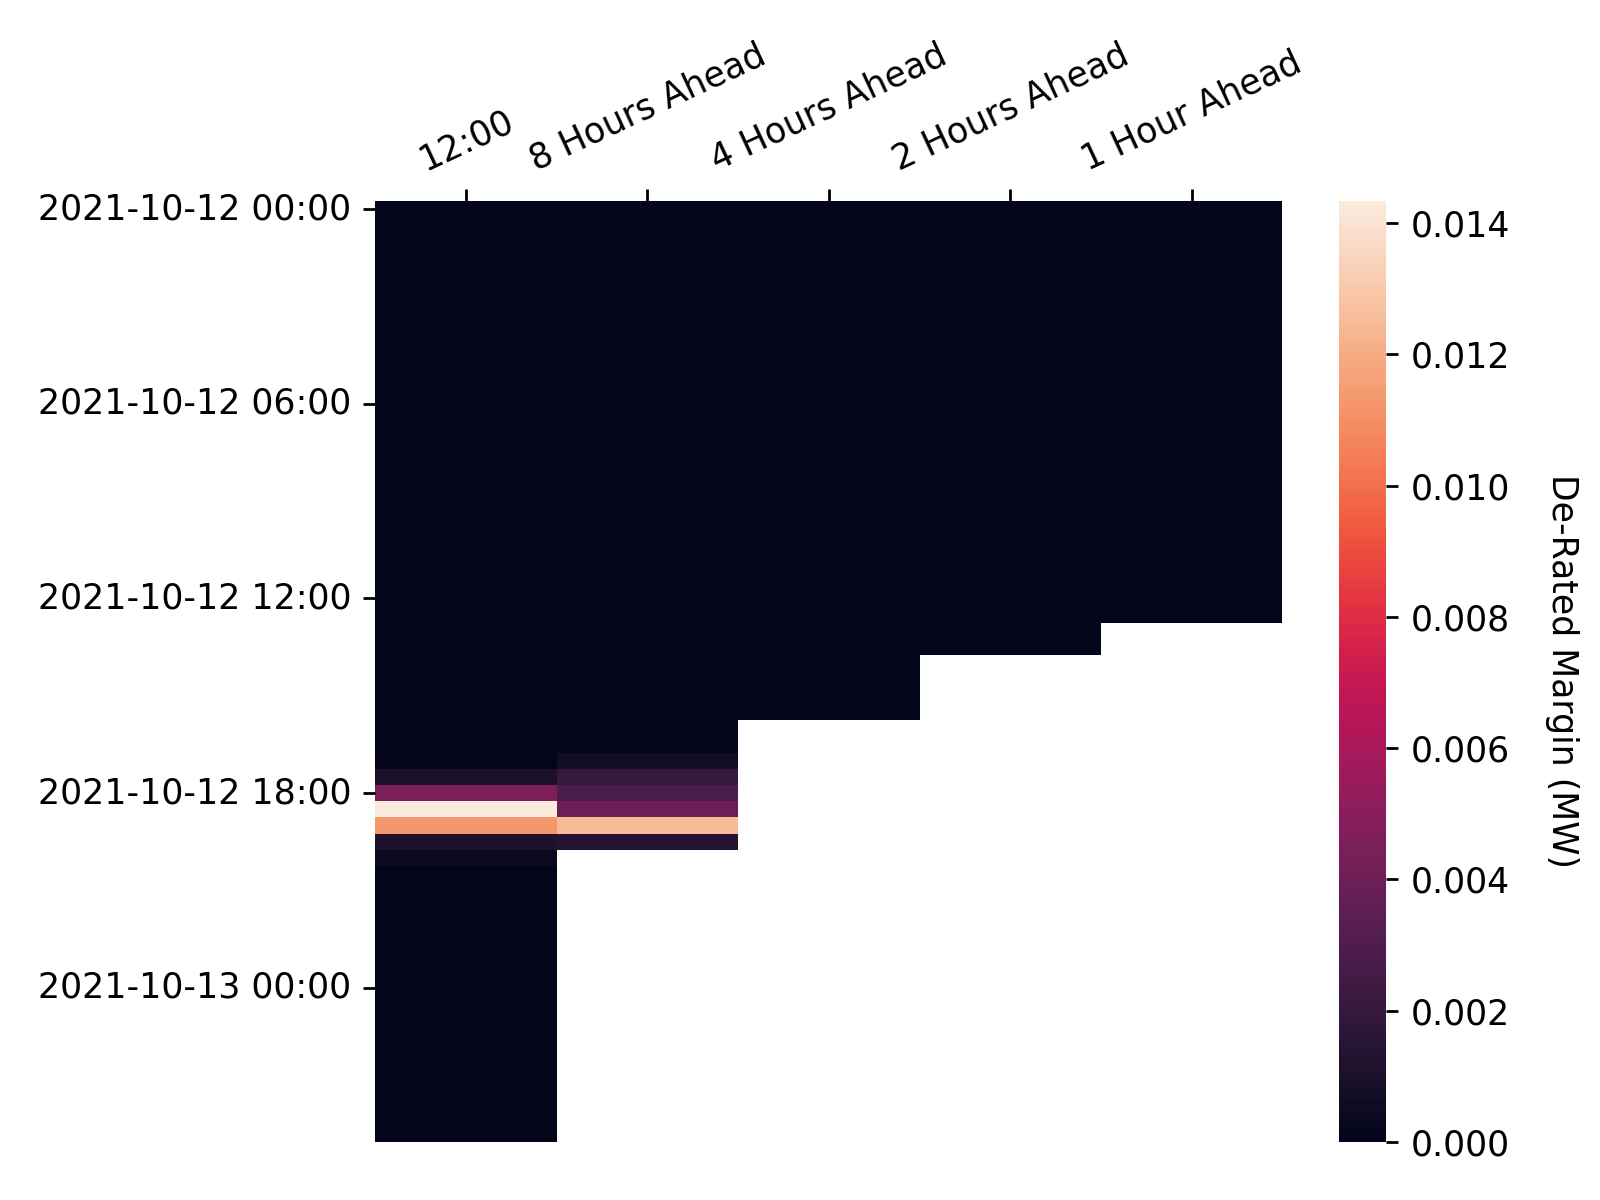 12:00
8 Hours Ahead
4 Hours Ahead
2 Hours Ahead
1 Hour Ahead
2021-10-12 00:00
2021-10-12 06:00
2021-10-12 12:00
2021-10-12 18:00
2021-10-13 00:00
0.014
0.012
0.010
0.008
0.006
0.004
0.002
0.000
De-Rated Margin (MW)